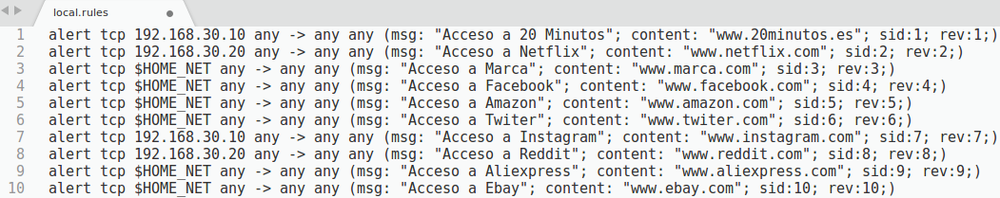 local.rules
1 alert tcp 192.168.30.10 any -> any any (msg: "Acceso a 20 Minutos"; content: "www.20minutos.es"; sid:1; rev:1;)
2 alert tcp 192.168.30.20 any -> any any (msg: "Acceso a Netflix"; content: "www.netflix.com"; sid:2; rev:2;)
3 alert tcp $HOME_NET any -> any any (msg: "Acceso a Marca"; content: "www.marca.com"; sid:3; rev:3;)
4 alert tcp $HOME_NET any -> any any (msg: "Acceso a Facebook"; content: "www.facebook.com"; sid:4; rev:4;)
5 alert tcp $HOME_NET any -> any any (msg: "Acceso a Amazon"; content: "www.amazon.com"; sid:5; rev:5;)
6 alert tcp $HOME_NET any -> any any (msg: "Acceso a Twiter"; content: "www.twiter.com"; sid:6; rev:6;)
7 alert tcp 192.168.30.10 any -> any any (msg: "Acceso a Instagram"; content: "www.instagram.com"; sid:7; rev:7;)
8 alert tcp 192.168.30.20 any -> any any (msg: "Acceso a Reddit"; content: "www.reddit.com"; sid:8; rev:8;)
9 alert tcp $HOME_NET any -> any any (msg: "Acceso a Aliexpress"; content: "www.aliexpress.com"; sid:9; rev:9;)
10 alert tcp $HOME_NET any -> any any (msg: "Acceso a Ebay"; content: "www.ebay.com"; sid:10; rev:10;)